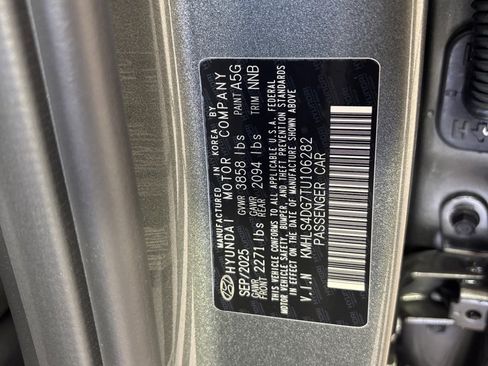 MANUFACTURED IN KOREA BY
HYUNDAI MOTOR COMPANY
SEP/2025 GVWR 3858 lbs PAINT A5G
GAWR FRONT 2271 lbs GAWR REAR 2094 lbs TRIM NNB
THIS VEHICLE CONFORMS TO ALL APPLICABLE U.S.A. FEDERAL
MOTOR VEHICLE SAFETY, BUMPER, AND THEFT PREVENTION STANDARDS
IN EFFECT ON THE DATE OF MANUFACTURE SHOWN ABOVE.
V.I.N KMHLS4DG7TU106282
PASSENGER CAR